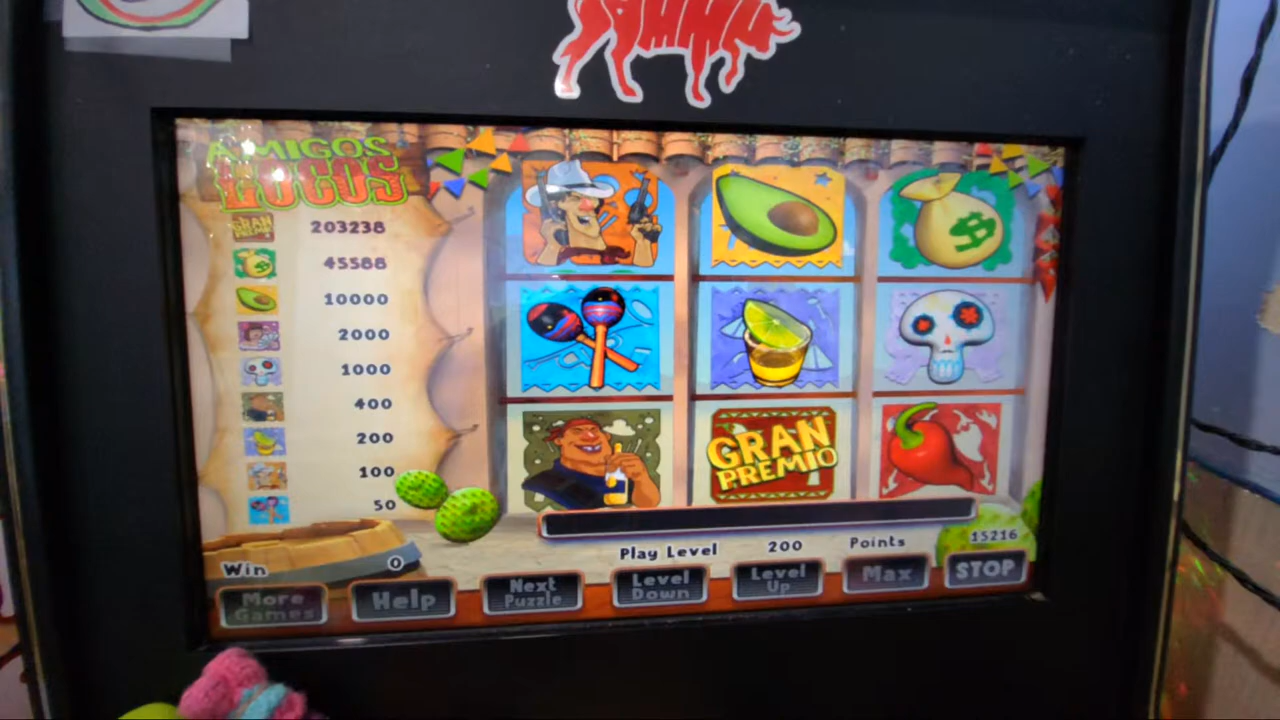 AMIGOS
LOCOS
GRAN
PREMIO
203238
45588
10000
2000
1000
400
200
100
50
$
GRAN
PREMIO
Play Level 200 Points 15216
Win 0
More
Games
Help
Next
Puzzle
Level
Down
Level
Up
Max
STOP